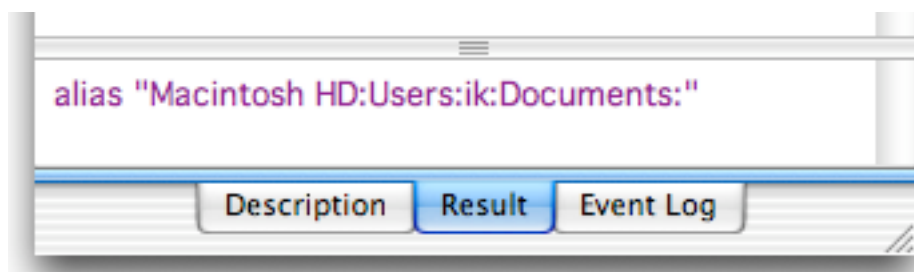 alias "Macintosh HD:Users:ik:Documents:"
Description Result Event Log